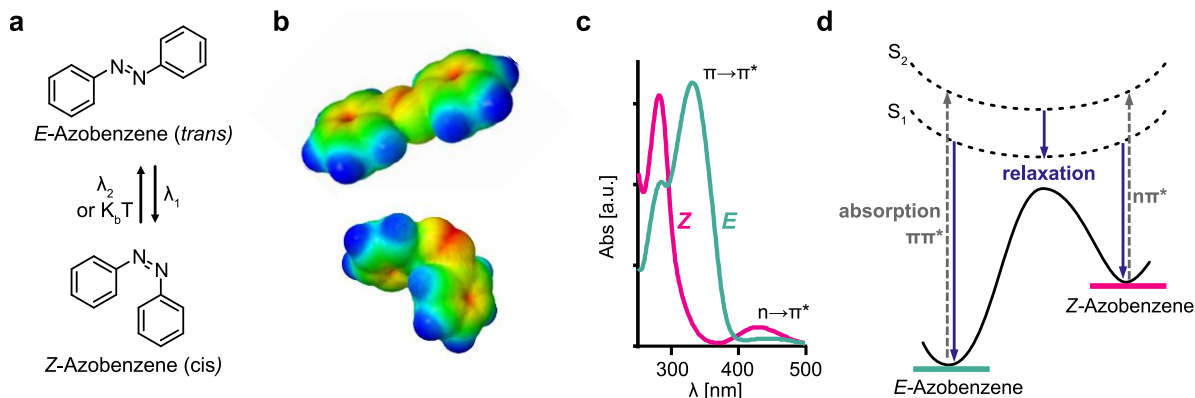 a
N
N
E-Azobenzene (trans)
λ2
or KbT
λ1
N
N
Z-Azobenzene (cis)
b
c
Abs [a.u.]
π→π*
Z
E
n→π*
300
400
500
λ [nm]
d
S2
S1
relaxation
absorption
ππ*
nπ*
Z-Azobenzene
E-Azobenzene